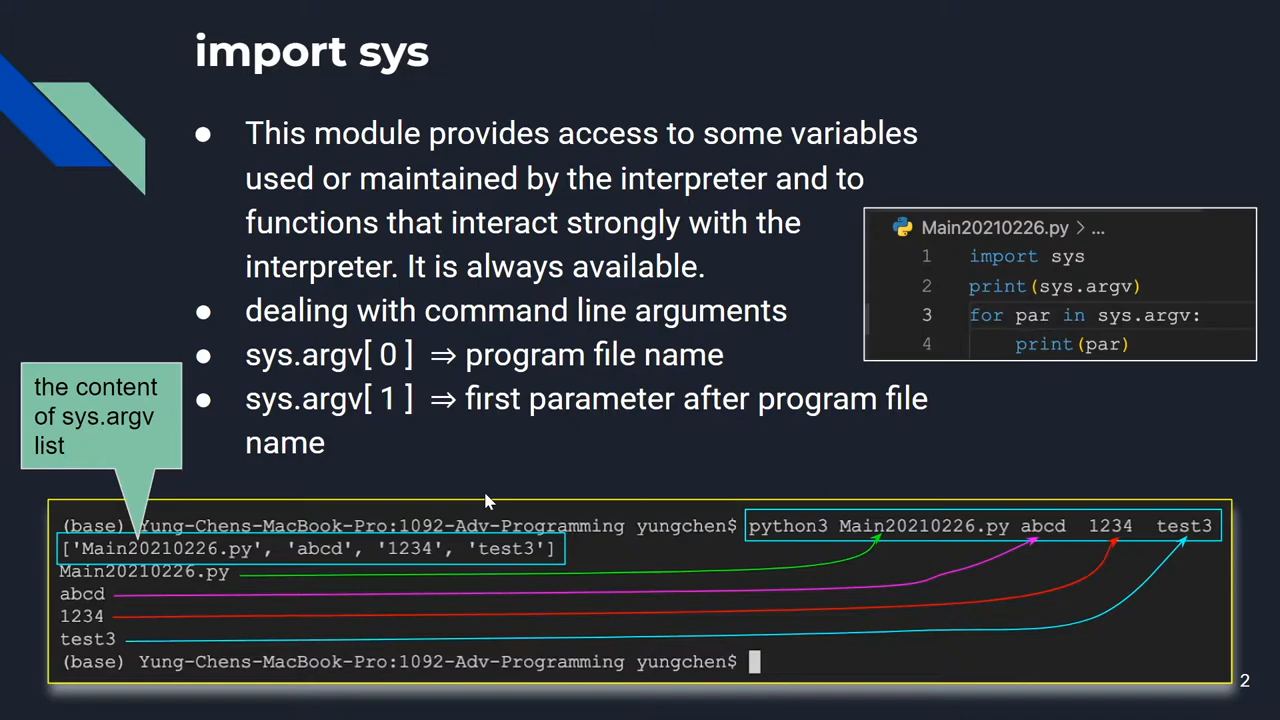 import sys
● This module provides access to some variables
used or maintained by the interpreter and to
functions that interact strongly with the
interpreter. It is always available.
● dealing with command line arguments
● sys.argv[ 0 ] ⇒ program file name
● sys.argv[ 1 ] ⇒ first parameter after program file
name
Main20210226.py > ...
1 import sys
2 print(sys.argv)
3 for par in sys.argv:
4 print(par)
the content
of sys.argv
list
(base) Yung-Chens-MacBook-Pro:1092-Adv-Programming yungchen$ python3 Main20210226.py abcd 1234 test3
['Main20210226.py', 'abcd', '1234', 'test3']
Main20210226.py
abcd
1234
test3
(base) Yung-Chens-MacBook-Pro:1092-Adv-Programming yungchen$
2